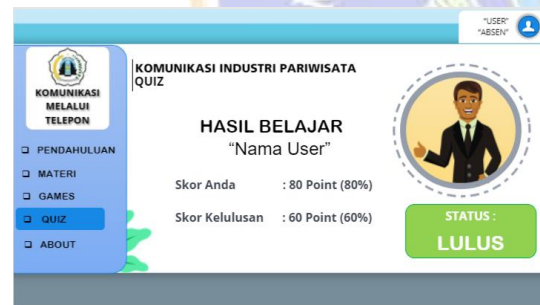 "USER"
"ABSEN"
KOMUNIKASI
MELALUI
TELEPON
PENDAHULUAN
MATERI
GAMES
QUIZ
ABOUT
KOMUNIKASI INDUSTRI PARIWISATA
QUIZ
HASIL BELAJAR
“Nama User”
Skor Anda : 80 Point (80%)
Skor Kelulusan : 60 Point (60%)
STATUS :
LULUS